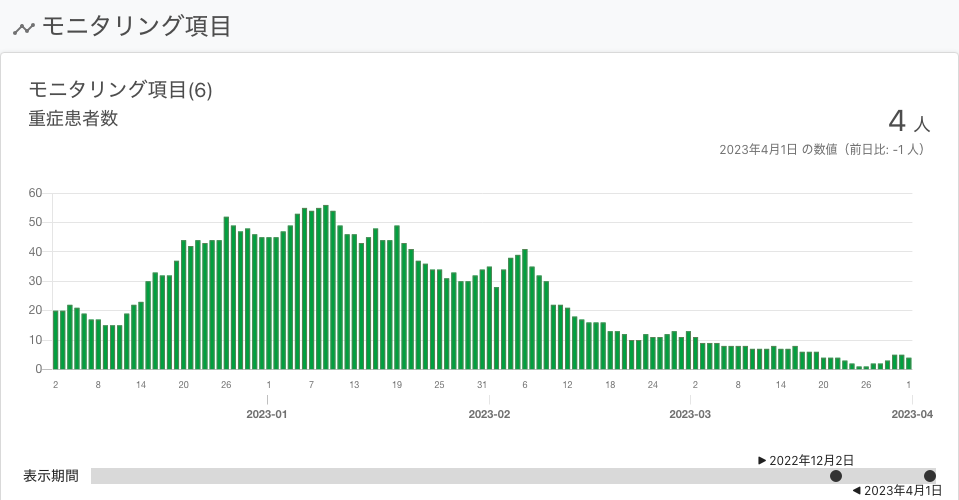 モニタリング項目
モニタリング項目(6)
重症患者数
4 人
2023年4月1日 の数値（前日比: -1 人）
60
50
40
30
20
10
0
2 8 14 20 26 1 7 13 19 25 31 6 12 18 24 2 8 14 20 26 1
2023-01 2023-02 2023-03 2023-04
2022年12月2日
表示期間
2023年4月1日